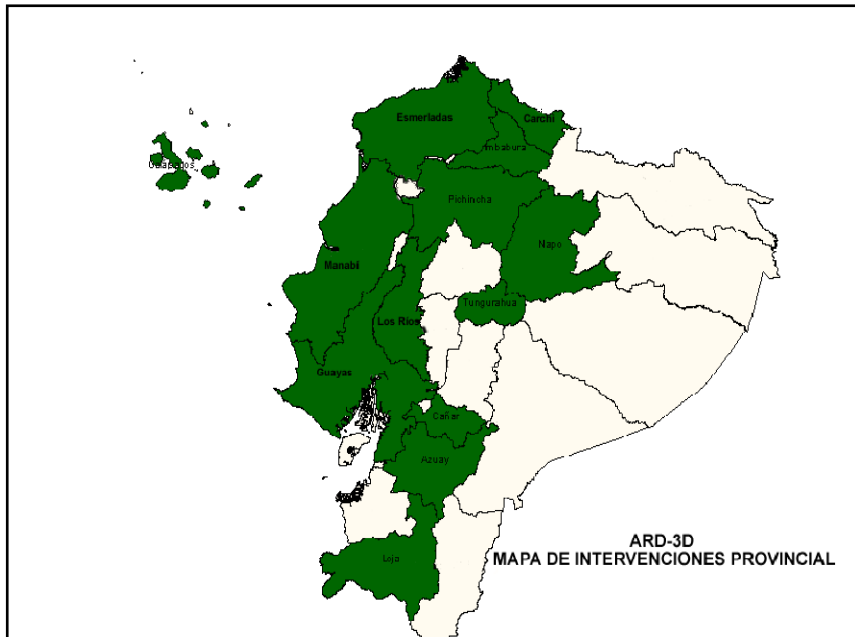 Esmerladas
Carchi
Imbabura
Galapagos
Pichincha
Napo
Manabí
Tungurahua
Los Ríos
Guayas
Cañar
Azuay
Loja
ARD-3D
MAPA DE INTERVENCIONES PROVINCIAL